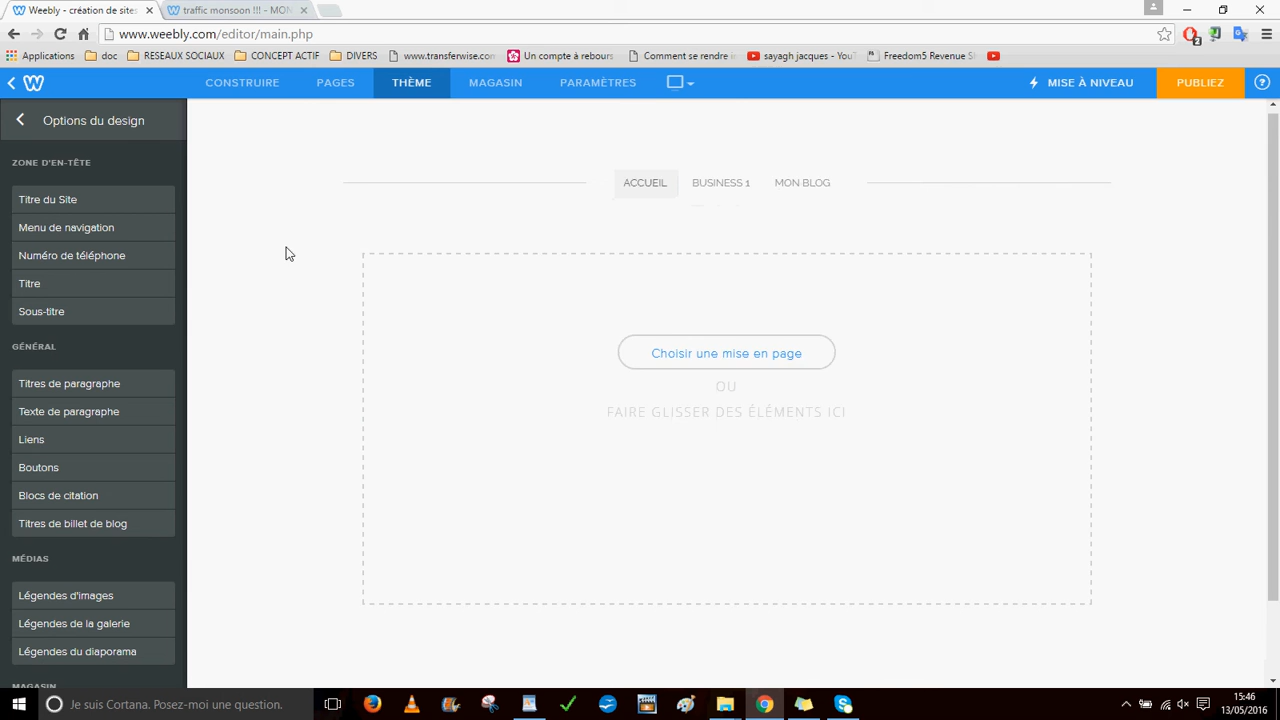 Weebly - création de sites
traffic monsoon !!! - MON
www.weebly.com/editor/main.php
Applications doc RESEAUX SOCIAUX CONCEPT ACTIF DIVERS www.transferwise.com Un compte à rebours Comment se rendre i sayagh jacques - YouT Freedom5 Revenue Sh
CONSTRUIRE PAGES THÈME MAGASIN PARAMÈTRES MISE À NIVEAU PUBLIEZ ?
Options du design
ZONE D'EN-TÊTE
Titre du Site
Menu de navigation
Numéro de téléphone
Titre
Sous-titre
GÉNÉRAL
Titres de paragraphe
Texte de paragraphe
Liens
Boutons
Blocs de citation
Titres de billet de blog
MÉDIAS
Légendes d'images
Légendes de la galerie
Légendes du diaporama
MAGASIN
ACCUEIL BUSINESS 1 MON BLOG
Choisir une mise en page
OU
FAIRE GLISSER DES ÉLÉMENTS ICI
Je suis Cortana. Posez-moi une question.
15:46
13/05/2016